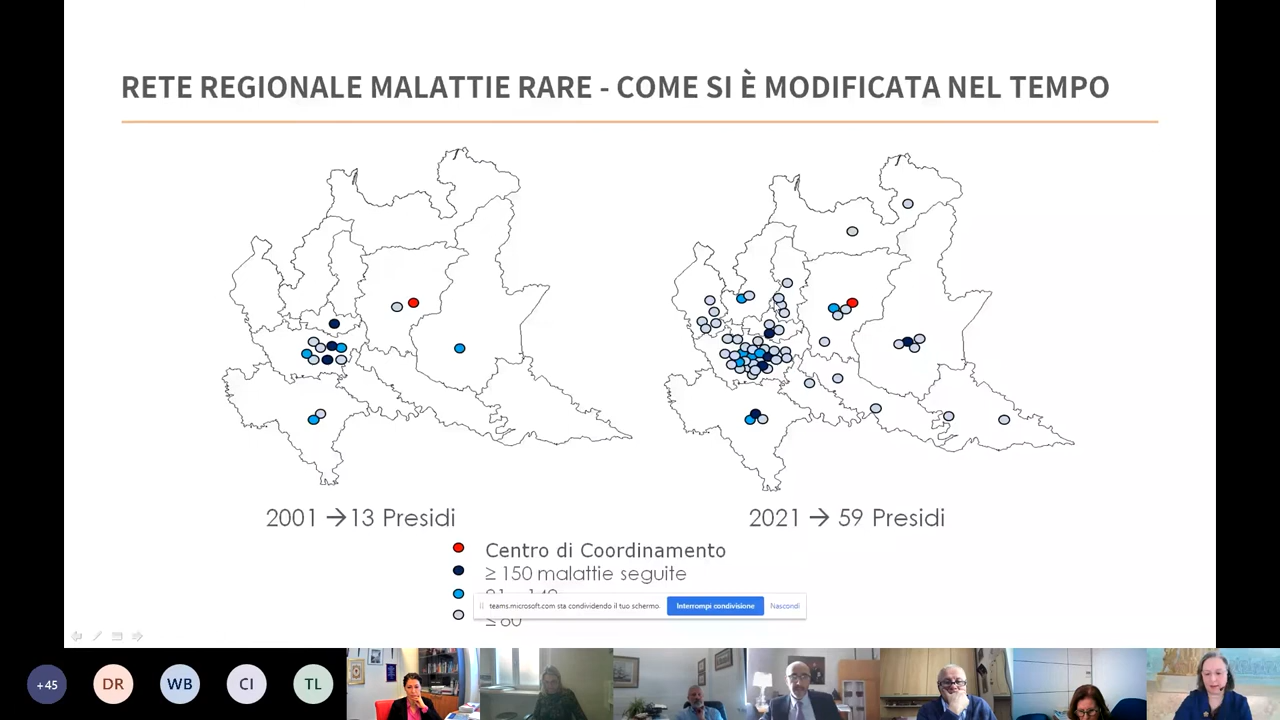 RETE REGIONALE MALATTIE RARE - COME SI È MODIFICATA NEL TEMPO
2001 → 13 Presidi
2021 → 59 Presidi
Centro di Coordinamento
≥ 150 malattie seguite
teams.microsoft.com sta condividendo il tuo schermo.
Interrompi condivisione
Nascondi
+45
DR
WB
CI
TL